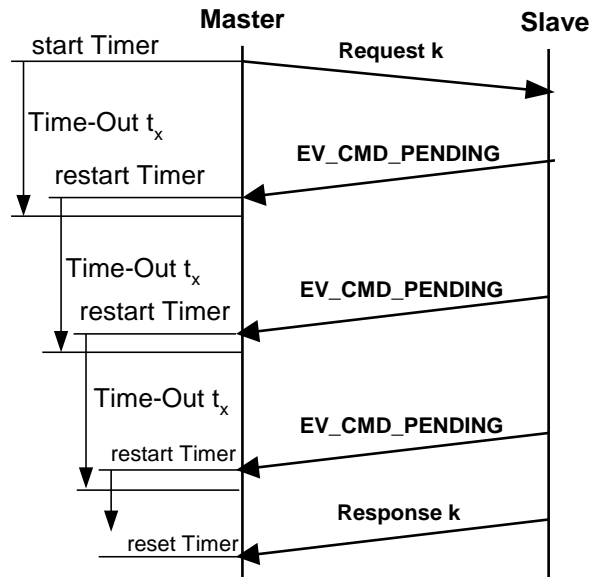 Master
Slave
start Timer
Request k
Time-Out tx
EV_CMD_PENDING
restart Timer
Time-Out tx
EV_CMD_PENDING
restart Timer
Time-Out tx
EV_CMD_PENDING
restart Timer
Response k
reset Timer